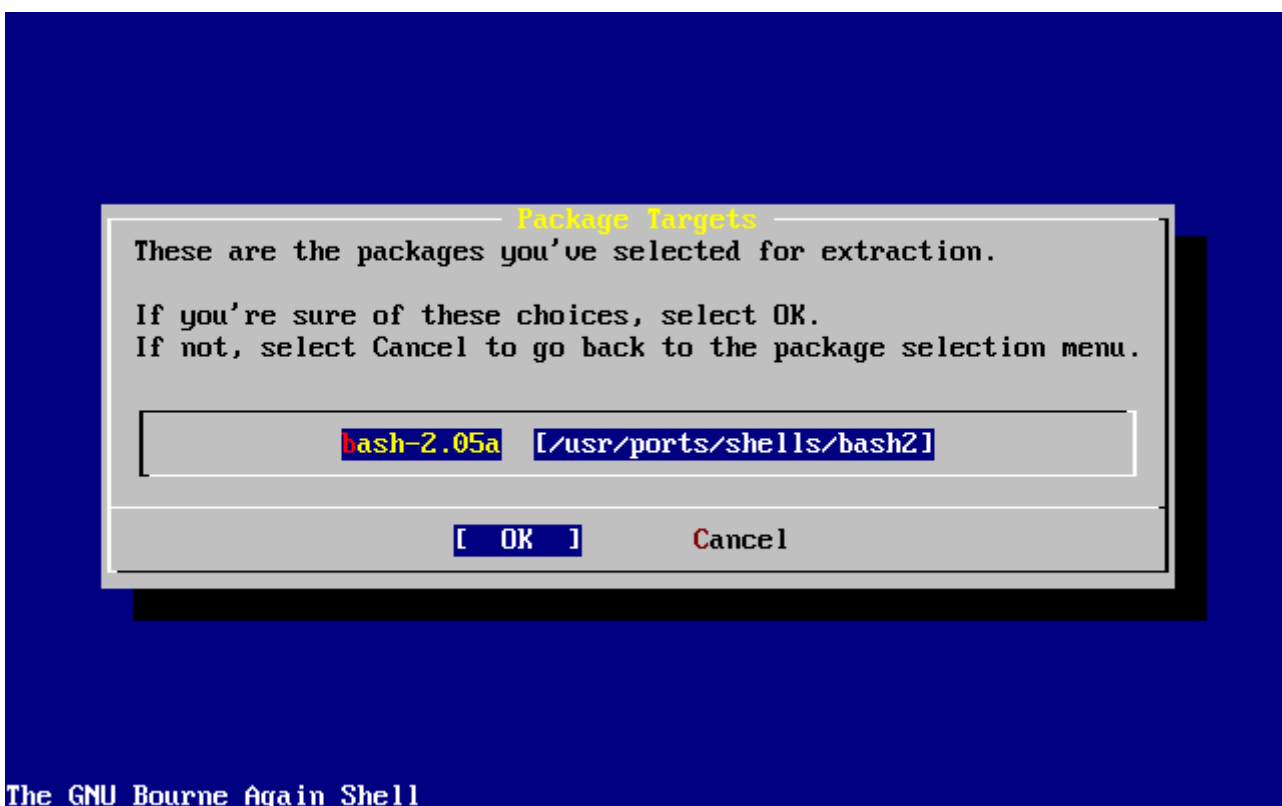 Package Targets
These are the packages you've selected for extraction.
If you're sure of these choices, select OK.
If not, select Cancel to go back to the package selection menu.
bash-2.05a [/usr/ports/shells/bash2]
[ OK ] Cancel
The GNU Bourne Again Shell